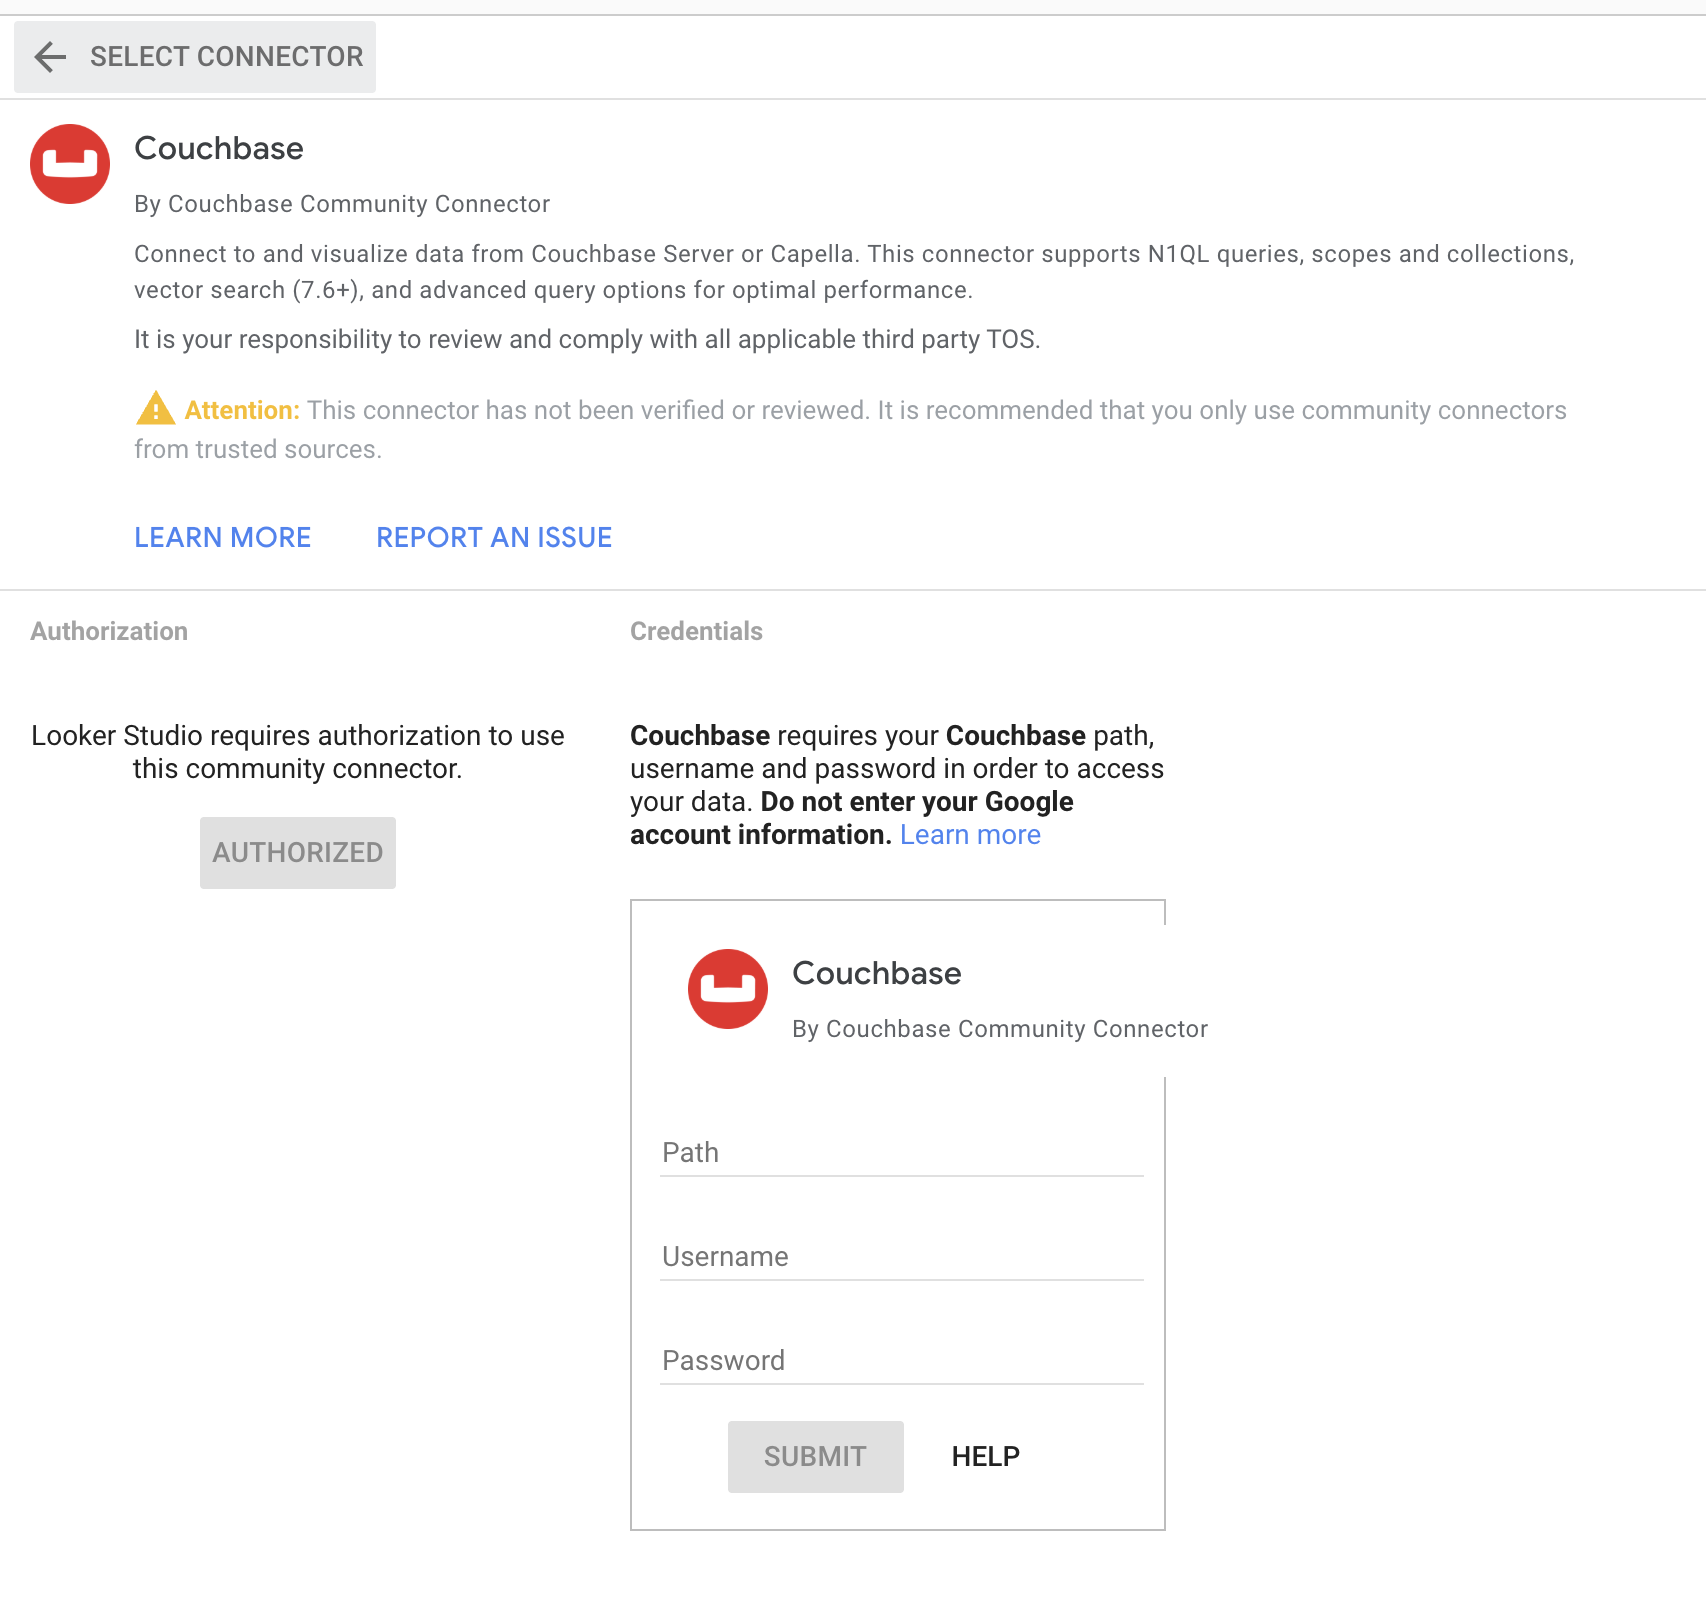 SELECT CONNECTOR
Couchbase
By Couchbase Community Connector
Connect to and visualize data from Couchbase Server or Capella. This connector supports N1QL queries, scopes and collections,
vector search (7.6+), and advanced query options for optimal performance.
It is your responsibility to review and comply with all applicable third party TOS.
Attention: This connector has not been verified or reviewed. It is recommended that you only use community connectors
from trusted sources.
LEARN MORE REPORT AN ISSUE
Authorization
Looker Studio requires authorization to use
this community connector.
AUTHORIZED
Credentials
Couchbase requires your Couchbase path,
username and password in order to access
your data. Do not enter your Google
account information. Learn more
Couchbase
By Couchbase Community Connector
Path
Username
Password
SUBMIT HELP